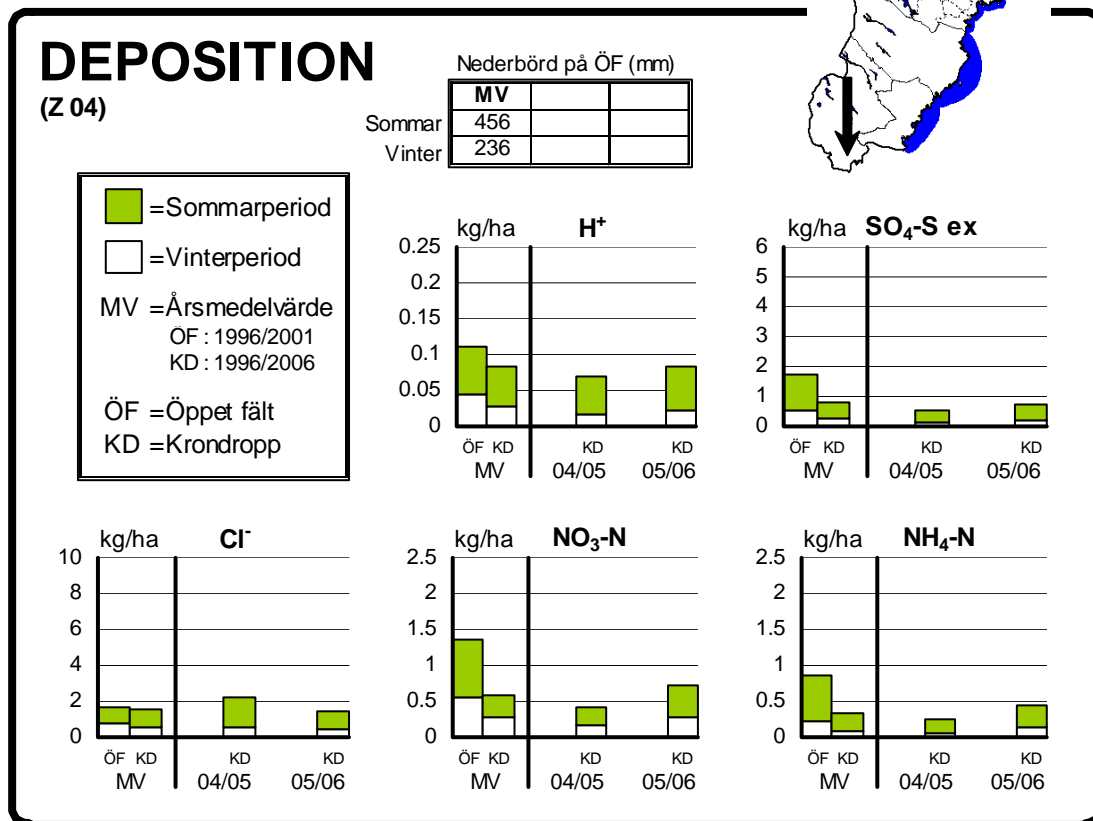 DEPOSITION
(Z 04)
Nederbörd på ÖF (mm)
MV
Sommar 456
Vinter 236
=Sommarperiod
=Vinterperiod
MV =Årsmedelvärde
ÖF : 1996/2001
KD : 1996/2006
ÖF =Öppet fält
KD =Krondropp
kg/ha H⁺
0.25
0.2
0.15
0.1
0.05
0
ÖF KD KD KD
MV 04/05 05/06
kg/ha SO₄-S ex
6
5
4
3
2
1
0
ÖF KD KD KD
MV 04/05 05/06
kg/ha Cl⁻
10
8
6
4
2
0
ÖF KD KD KD
MV 04/05 05/06
kg/ha NO₃-N
2.5
2
1.5
1
0.5
0
ÖF KD KD KD
MV 04/05 05/06
kg/ha NH₄-N
2.5
2
1.5
1
0.5
0
ÖF KD KD KD
MV 04/05 05/06